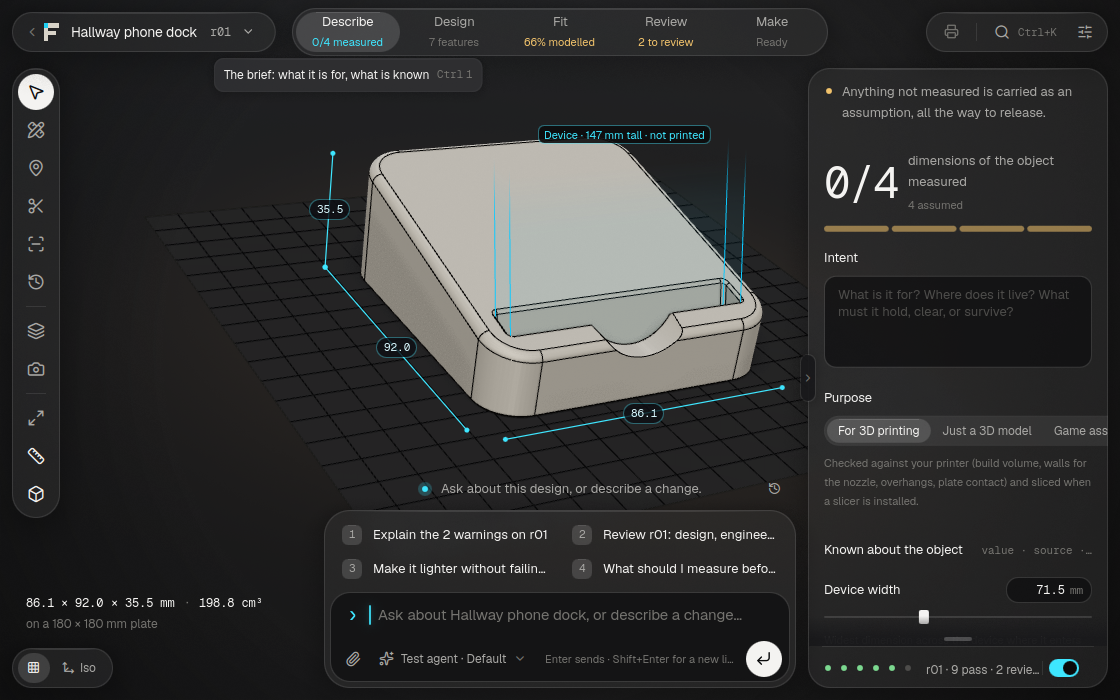 Hallway phone dock r01
Describe
0/4 measured
Design
7 features
Fit
66% modelled
Review
2 to review
Make
Ready
Ctrl+K
The brief: what it is for, what is known Ctrl 1
Device · 147 mm tall · not printed
35.5
92.0
86.1
Anything not measured is carried as an
assumption, all the way to release.
0/4
dimensions of the object
measured
4 assumed
Intent
What is it for? Where does it live? What
must it hold, clear, or survive?
Purpose
For 3D printing
Just a 3D model
Game ass
Checked against your printer (build volume, walls for
the nozzle, overhangs, plate contact) and sliced when
a slicer is installed.
Known about the object value · source ·…
Device width 71.5 mm
r01 · 9 pass · 2 revie…
Ask about this design, or describe a change.
1 Explain the 2 warnings on r01
2 Review r01: design, enginee…
3 Make it lighter without failin…
4 What should I measure befo…
Ask about Hallway phone dock, or describe a change…
Test agent · Default
Enter sends · Shift+Enter for a new li…
86.1 × 92.0 × 35.5 mm · 198.8 cm³
on a 180 × 180 mm plate
Iso